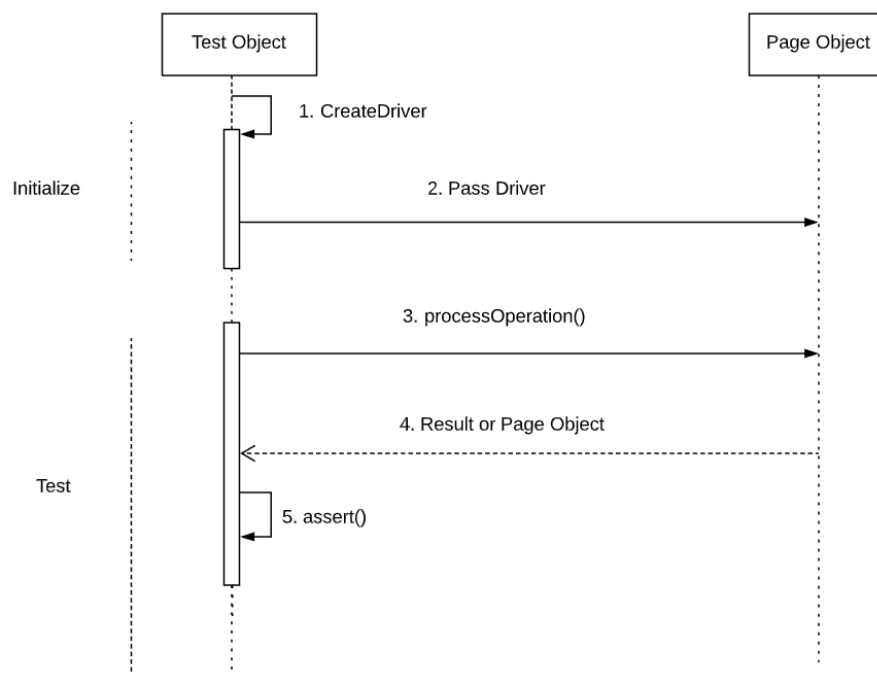 Test Object
Page Object
1. CreateDriver
Initialize
2. Pass Driver
3. processOperation()
4. Result or Page Object
Test
5. assert()